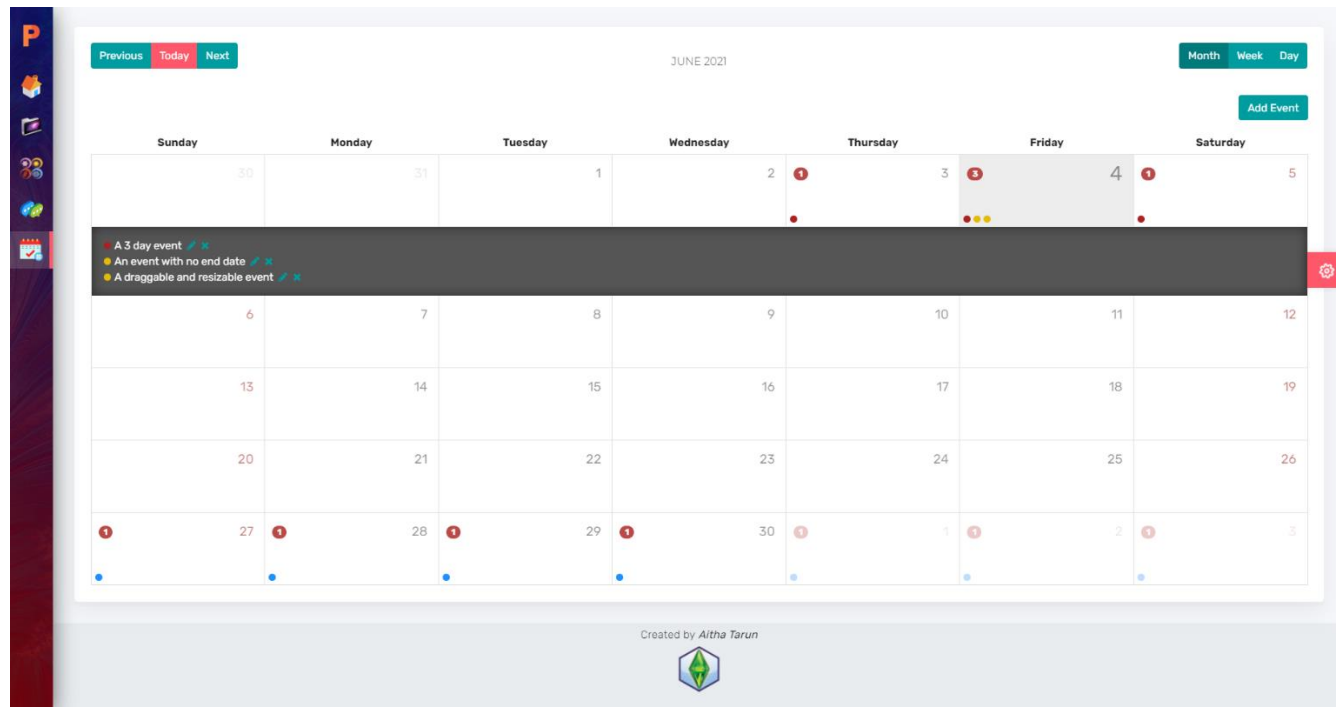 P
Previous Today Next
JUNE 2021
Month Week Day
Add Event
Sunday Monday Tuesday Wednesday Thursday Friday Saturday
30 31 1 2 1 3 3 4 1 5
A 3 day event
An event with no end date
A draggable and resizable event
6 7 8 9 10 11 12
13 14 15 16 17 18 19
20 21 22 23 24 25 26
1 27 1 28 1 29 1 30 1 1 1 2 1 3
Created by Aitha Tarun